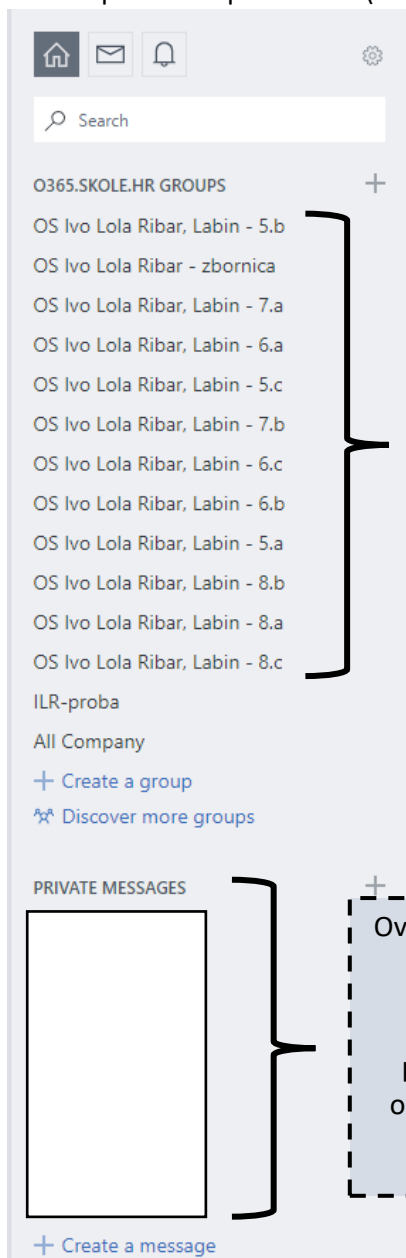 Search
O365.SKOLE.HR GROUPS
OS Ivo Lola Ribar, Labin - 5.b
OS Ivo Lola Ribar - zbornica
OS Ivo Lola Ribar, Labin - 7.a
OS Ivo Lola Ribar, Labin - 6.a
OS Ivo Lola Ribar, Labin - 5.c
OS Ivo Lola Ribar, Labin - 7.b
OS Ivo Lola Ribar, Labin - 6.c
OS Ivo Lola Ribar, Labin - 6.b
OS Ivo Lola Ribar, Labin - 5.a
OS Ivo Lola Ribar, Labin - 8.b
OS Ivo Lola Ribar, Labin - 8.a
OS Ivo Lola Ribar, Labin - 8.c
ILR-proba
All Company
+ Create a group
Discover more groups
PRIVATE MESSAGES
Ov
+ Create a message